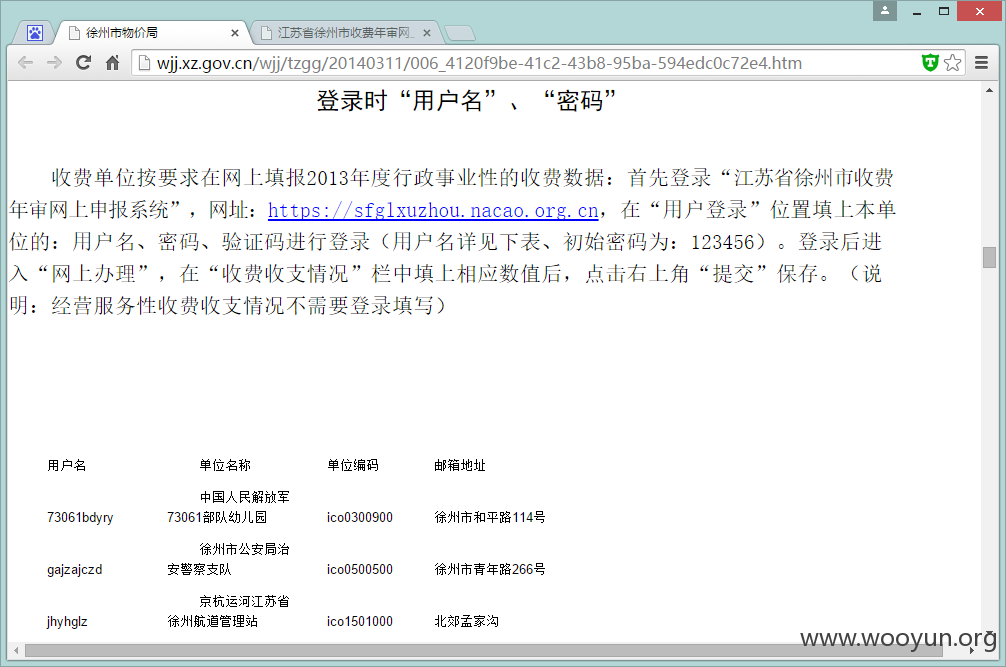 徐州市物价局
江苏省徐州市收费年审网
wjj.xz.gov.cn/wjj/tzgg/20140311/006_4120f9be-41c2-43b8-95ba-594edc0c72e4.htm
登录时“用户名”、“密码”
收费单位按要求在网上填报2013年度行政事业性的收费数据：首先登录“江苏省徐州市收费
年审网上申报系统”，网址：https://sfglxuzhou.nacao.org.cn，在“用户登录”位置填上本单
位的：用户名、密码、验证码进行登录（用户名详见下表、初始密码为：123456）。登录后进
入“网上办理”，在“收费收支情况”栏中填上相应数值后，点击右上角“提交”保存。（说
明：经营服务性收费收支情况不需要登录填写）
用户名 单位名称 单位编码 邮箱地址
中国人民解放军
73061bdyry 73061部队幼儿园 ico0300900 徐州市和平路114号
徐州市公安局治
gajzajczd 安警察支队 ico0500500 徐州市青年路266号
京杭运河江苏省
jhyhglz 徐州航道管理站 ico1501000 北郊孟家沟
www.wooyun.org